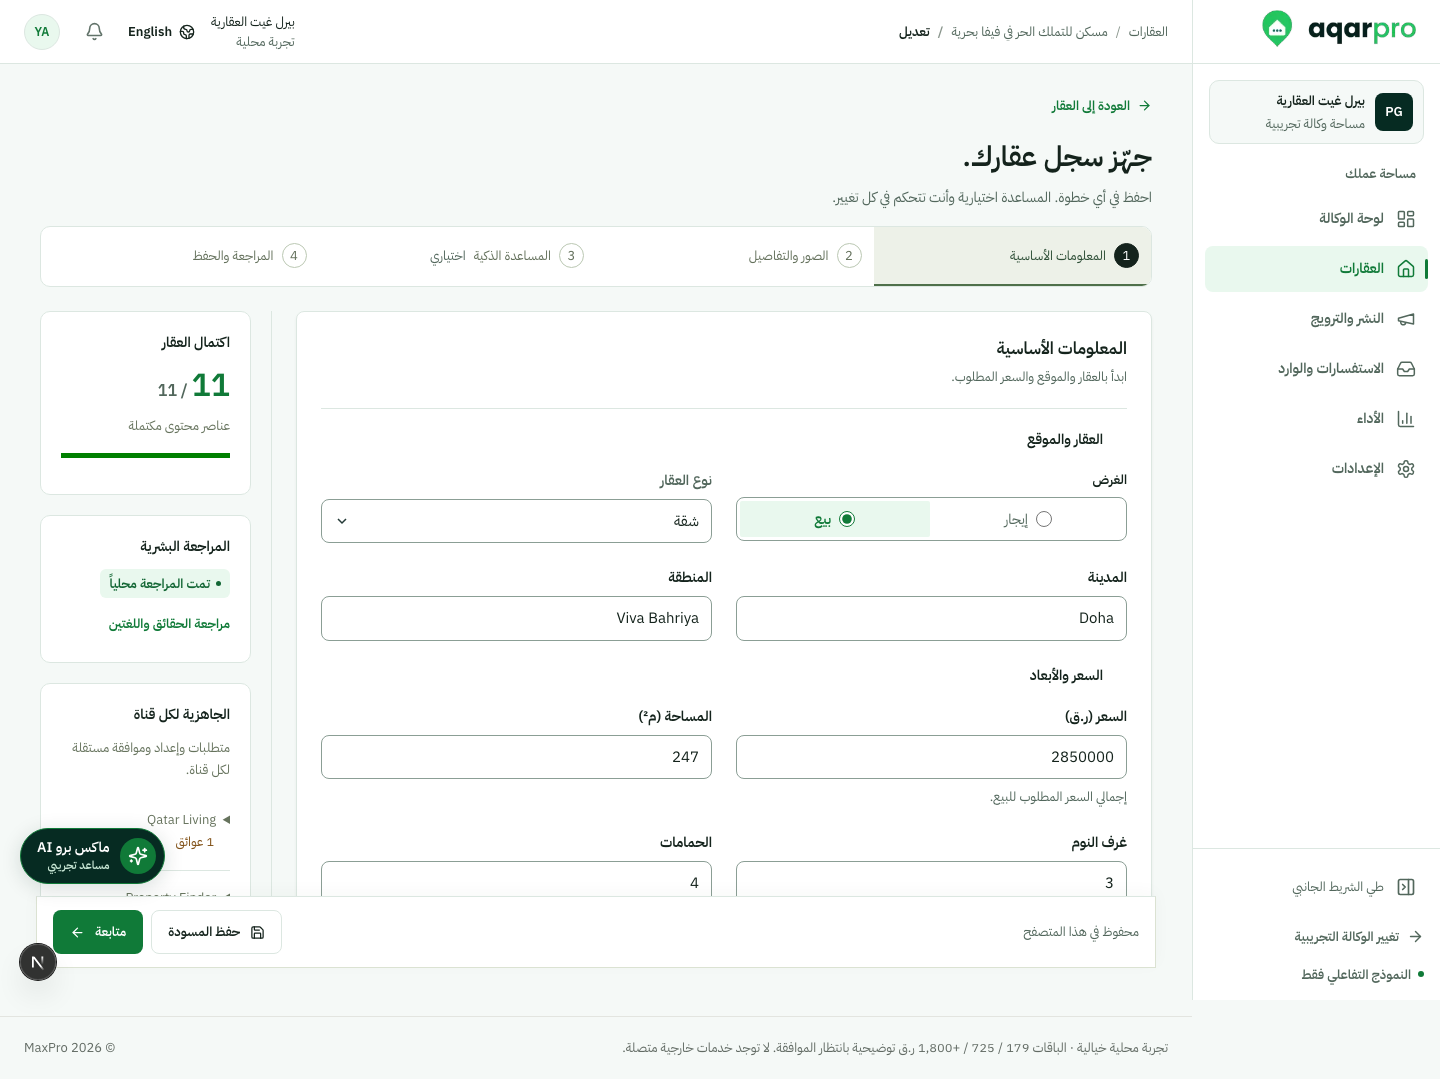 aqarpro
العقارات / مسكن للتملك الحر في فيفا بحرية / تعديل
بيرل غيت العقارية
تجربة محلية
English
YA
PG
بيرل غيت العقارية
مساحة وكالة تجريبية
مساحة عملك
لوحة الوكالة
العقارات
النشر والترويج
الاستفسارات والوارد
الأداء
الإعدادات
طي الشريط الجانبي
تغيير الوكالة التجريبية
النموذج التفاعلي فقط
العودة إلى العقار
جهّز سجل عقارك.
احفظ في أي خطوة. المساعدة اختيارية وأنت تتحكم في كل تغيير.
1 المعلومات الأساسية
2 الصور والتفاصيل
3 المساعدة الذكية اختياري
4 المراجعة والحفظ
المعلومات الأساسية
ابدأ بالعقار والموقع والسعر المطلوب.
العقار والموقع
الغرض
إيجار
بيع
نوع العقار
شقة
المدينة
Doha
المنطقة
Viva Bahriya
السعر والأبعاد
السعر (ر.ق)
2850000
إجمالي السعر المطلوب للبيع.
المساحة (م²)
247
غرف النوم
3
الحمامات
4
اكتمال العقار
11 / 11
عناصر محتوى مكتملة
المراجعة البشرية
تمت المراجعة محلياً
مراجعة الحقائق واللغتين
الجاهزية لكل قناة
متطلبات وإعداد وموافقة مستقلة
لكل قناة.
Qatar Living
1 عوائق
Property Finder
ماكس برو AI
مساعد تجريبي
محفوظ في هذا المتصفح
حفظ المسودة
متابعة
N
تجربة محلية خيالية · الباقات 179 / 725 / +1,800 ر.ق توضيحية بانتظار الموافقة. لا توجد خدمات خارجية متصلة.
© 2026 MaxPro